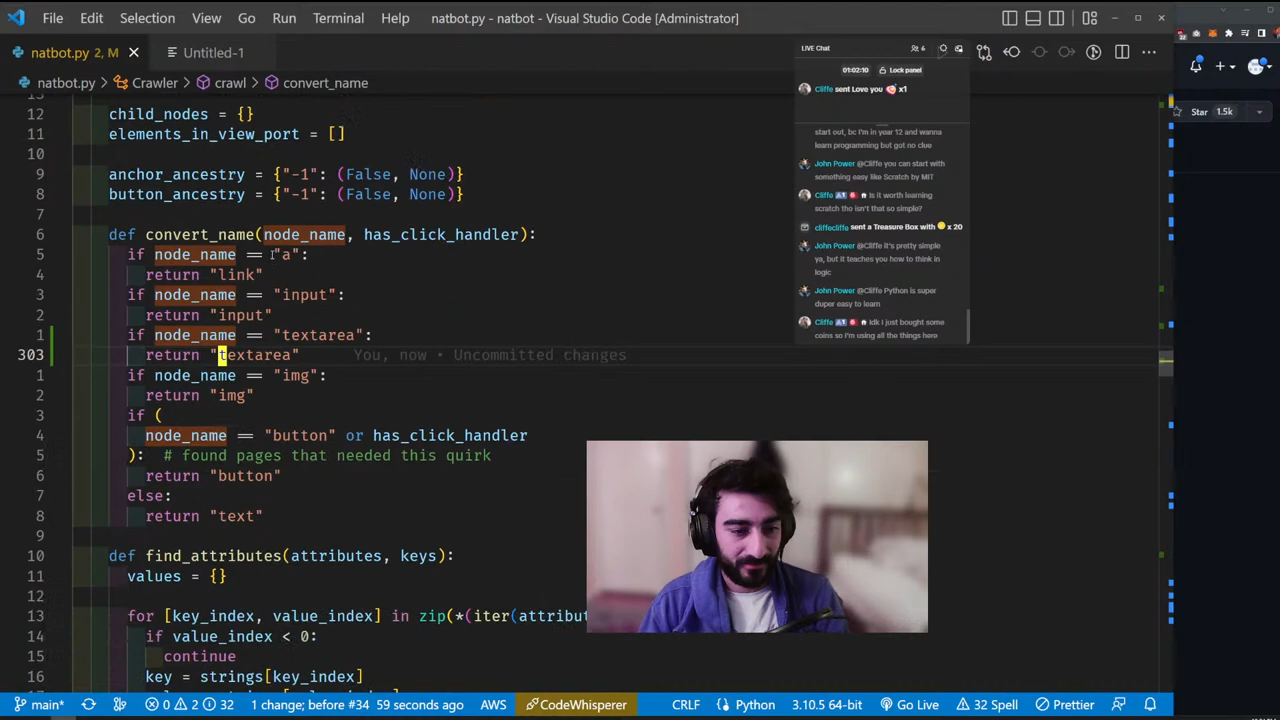 File Edit Selection View Go Run Terminal Help natbot.py - natbot - Visual Studio Code [Administrator]
natbot.py 2, M Untitled-1
natbot.py > Crawler > crawl > convert_name
LIVE Chat 6
01:02:10 Lock panel
Cliffe sent Love you x1
start out, bc I'm in year 12 and wanna
learn programming but got no clue
John Power @Cliffe you can start with
something easy like Scratch by MIT
Cliffe Is it worth learning
scratch tho isn't that so simple?
cliffecliffe sent a Treasure Box with x 20
John Power @Cliffe it's pretty simple
ya, but it teaches you how to think in
logic
John Power @Cliffe Python is super
duper easy to learn
Cliffe Idk I just bought some
coins so I'm using all the things here
Star 1.5k
12 child_nodes = {}
11 elements_in_view_port = []
10
9 anchor_ancestry = {"-1": (False, None)}
8 button_ancestry = {"-1": (False, None)}
7
6 def convert_name(node_name, has_click_handler):
5 if node_name == "a":
4 return "link"
3 if node_name == "input":
2 return "input"
1 if node_name == "textarea":
303 return "textarea" You, now • Uncommitted changes
1 if node_name == "img":
2 return "img"
3 if (
4 node_name == "button" or has_click_handler
5 ): # found pages that needed this quirk
6 return "button"
7 else:
8 return "text"
9
10 def find_attributes(attributes, keys):
11 values = {}
12
13 for [key_index, value_index] in zip(*(iter(attribut
14 if value_index < 0:
15 continue
16 key = strings[key_index]
main* 0 2 32 1 change; before #34 59 seconds ago AWS CodeWhisperer CRLF Python 3.10.5 64-bit Go Live 32 Spell Prettier